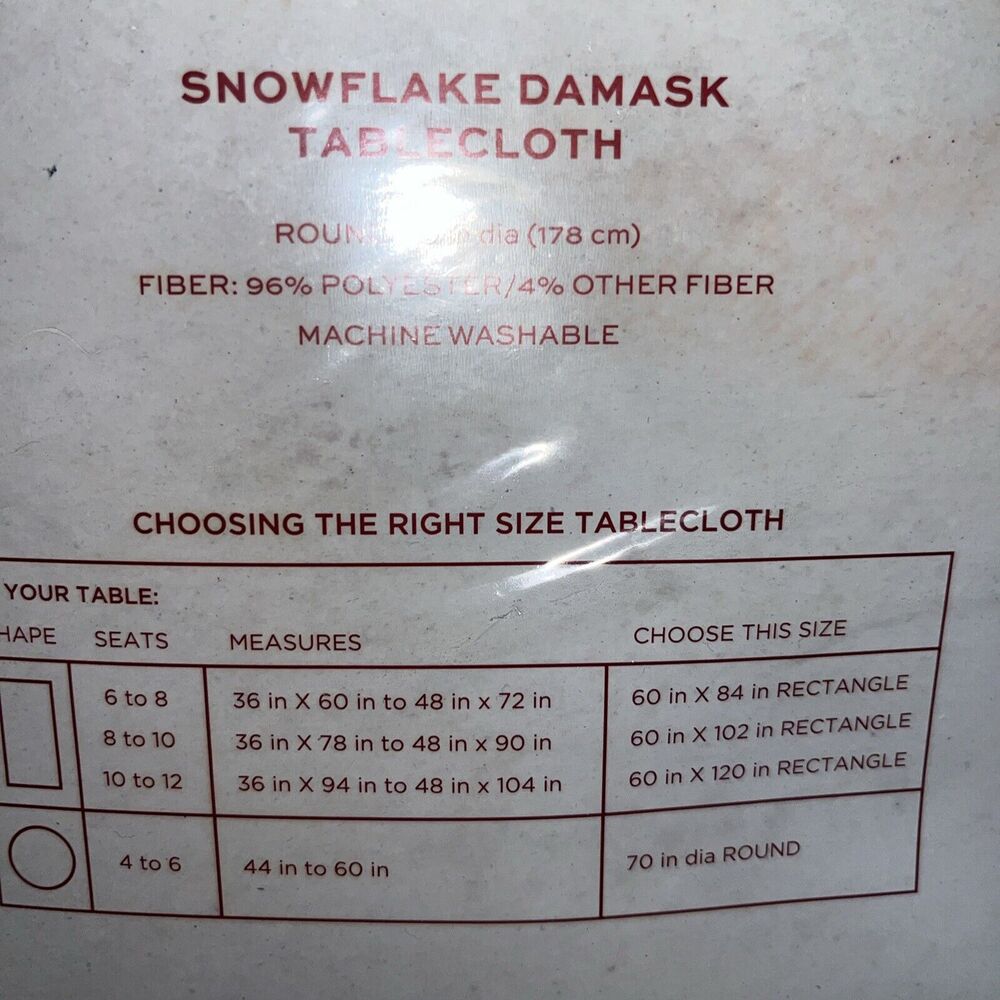 SNOWFLAKE DAMASK
TABLECLOTH
dia (178 cm)
FIBER: 96% POLYESTER/4% OTHER FIBER
MACHINE WASHABLE
CHOOSING THE RIGHT SIZE TABLECLOTH
YOUR TABLE:
HAPE SEATS MEASURES CHOOSE THIS SIZE
6 to 8 36 in X 60 in to 48 in x 72 in 60 in X 84 in RECTANGLE
8 to 10 36 in X 78 in to 48 in x 90 in 60 in X 102 in RECTANGLE
10 to 12 36 in X 94 in to 48 in x 104 in 60 in X 120 in RECTANGLE
4 to 6 44 in to 60 in 70 in dia ROUND